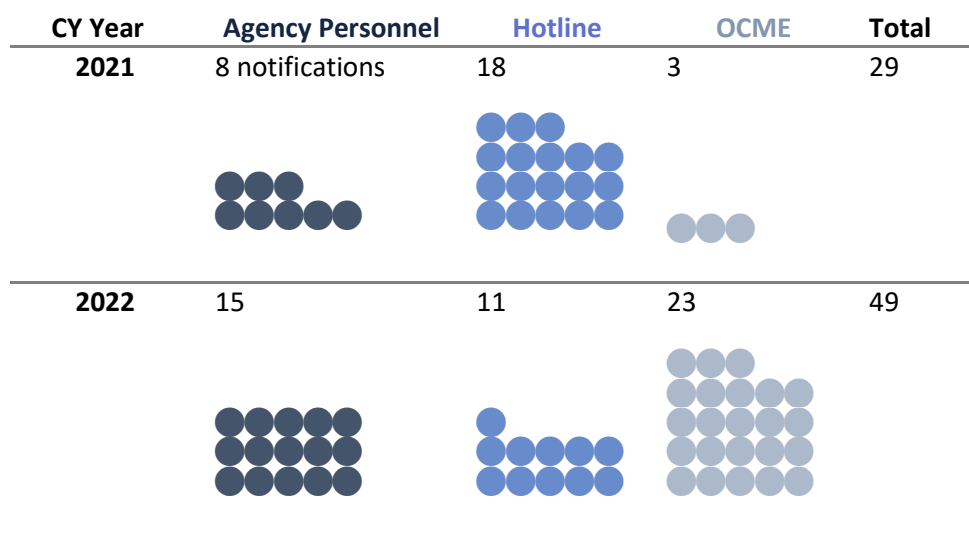 CY Year Agency Personnel Hotline OCME Total
2021 8 notifications 18 3 29
2022 15 11 23 49